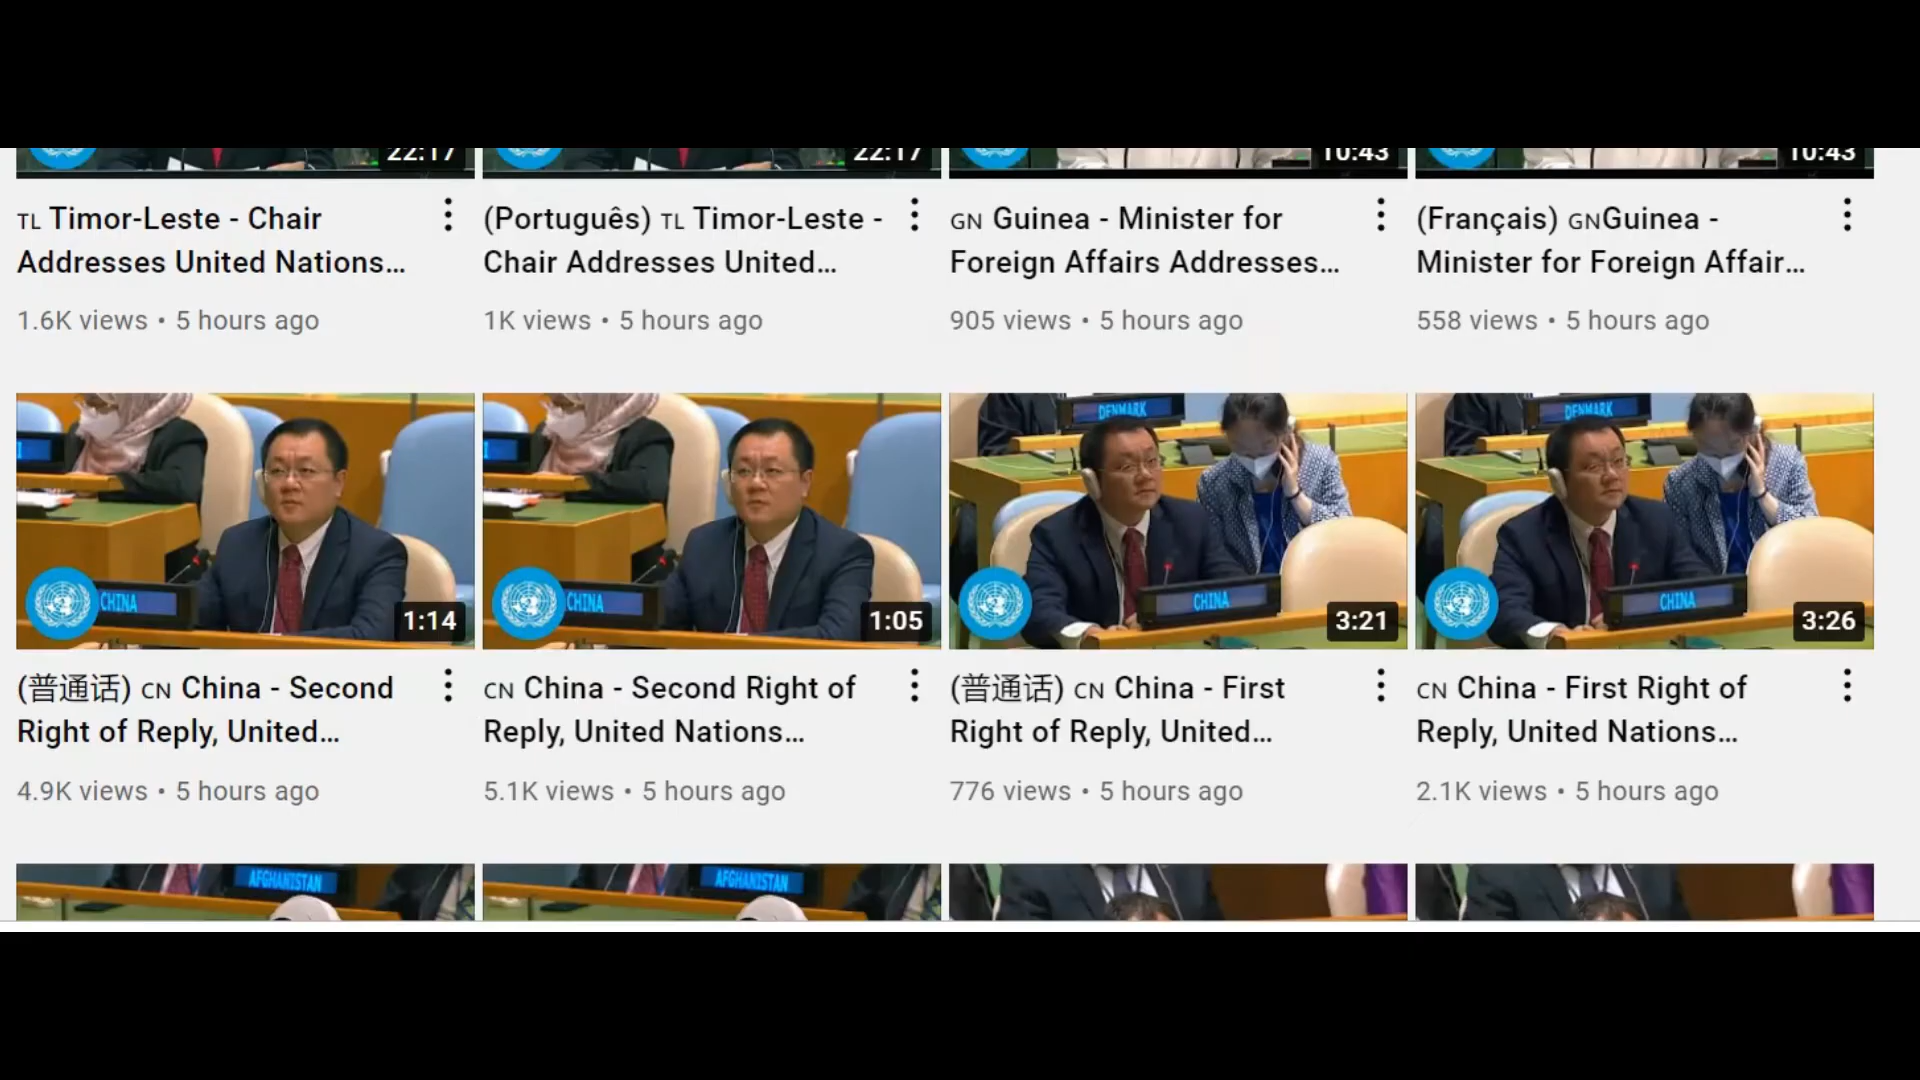 22:17
22:17
10:43
10:43
TL Timor-Leste - Chair
Addresses United Nations...
1.6K views • 5 hours ago
(Português) TL Timor-Leste -
Chair Addresses United...
1K views • 5 hours ago
GN Guinea - Minister for
Foreign Affairs Addresses...
905 views • 5 hours ago
(Français) GNGuinea -
Minister for Foreign Affair...
558 views • 5 hours ago
CHINA
1:14
CHINA
1:05
DENMARK
CHINA
3:21
DENMARK
CHINA
3:26
(普通话) CN China - Second
Right of Reply, United...
4.9K views • 5 hours ago
CN China - Second Right of
Reply, United Nations...
5.1K views • 5 hours ago
(普通话) CN China - First
Right of Reply, United...
776 views • 5 hours ago
CN China - First Right of
Reply, United Nations...
2.1K views • 5 hours ago
AFGHANISTAN
AFGHANISTAN